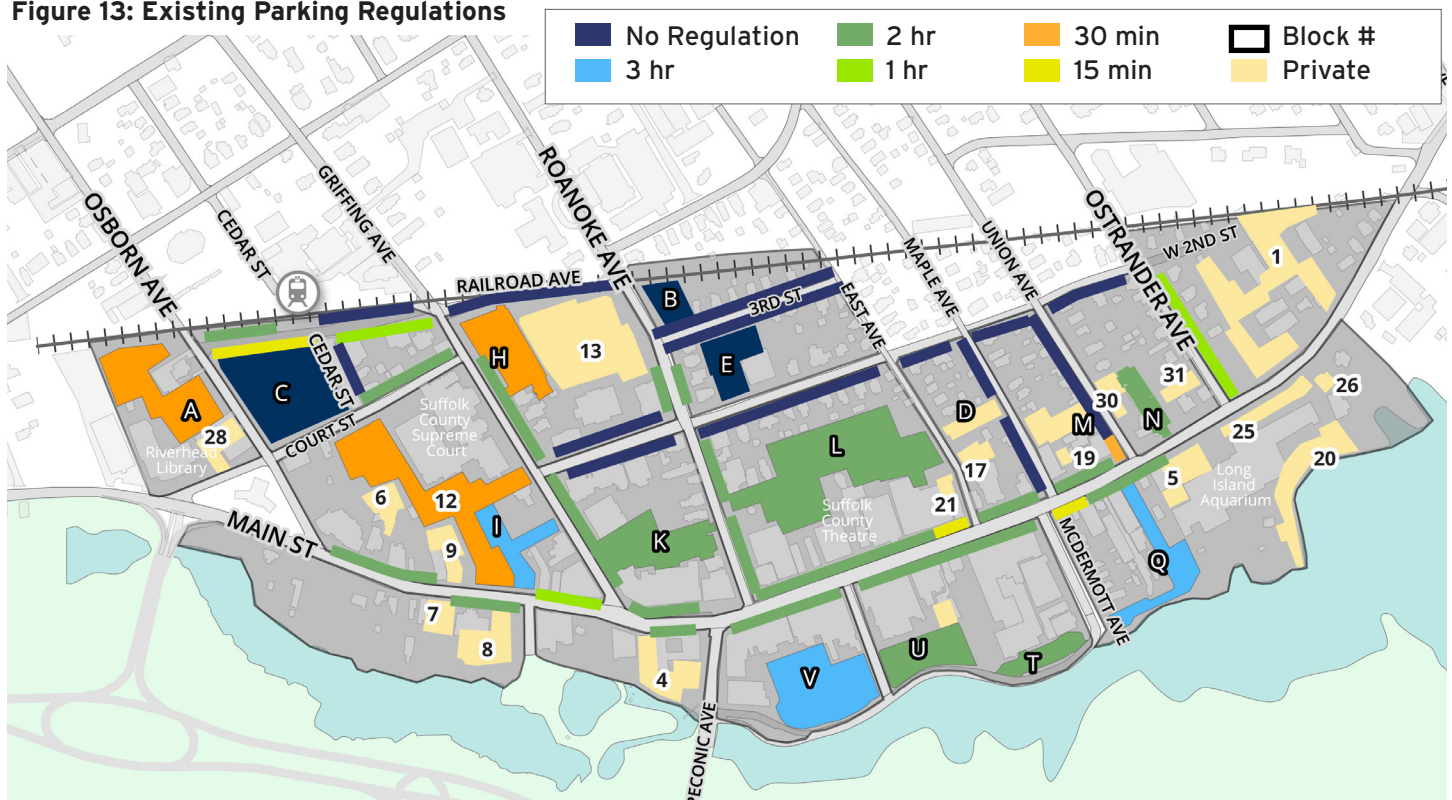 Figure 13: Existing Parking Regulations
No Regulation
2 hr
30 min
Block #
3 hr
1 hr
15 min
Private
OSBORN AVE
CEDAR ST
GRIFFING AVE
ROANOKE AVE
RAILROAD AVE
3RD ST
EAST AVE
MAPLE AVE
UNION AVE
OSTRANDER AVE
W 2ND ST
1
B
H
13
E
CEDAR ST
C
A
28
Riverhead
Library
COURT ST
Suffolk
County
Supreme
Court
D
30
31
26
M
N
L
17
19
25
5
20
Long
Island
Aquarium
6
12
I
9
K
21
Suffolk
County
Theatre
MAIN ST
MCDERMOTT AVE
Q
7
8
4
V
U
T
PECONIC AVE